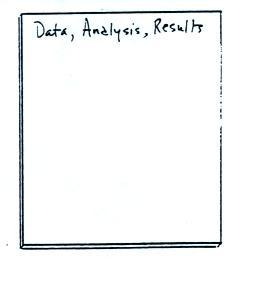 Data, Analysis, Results